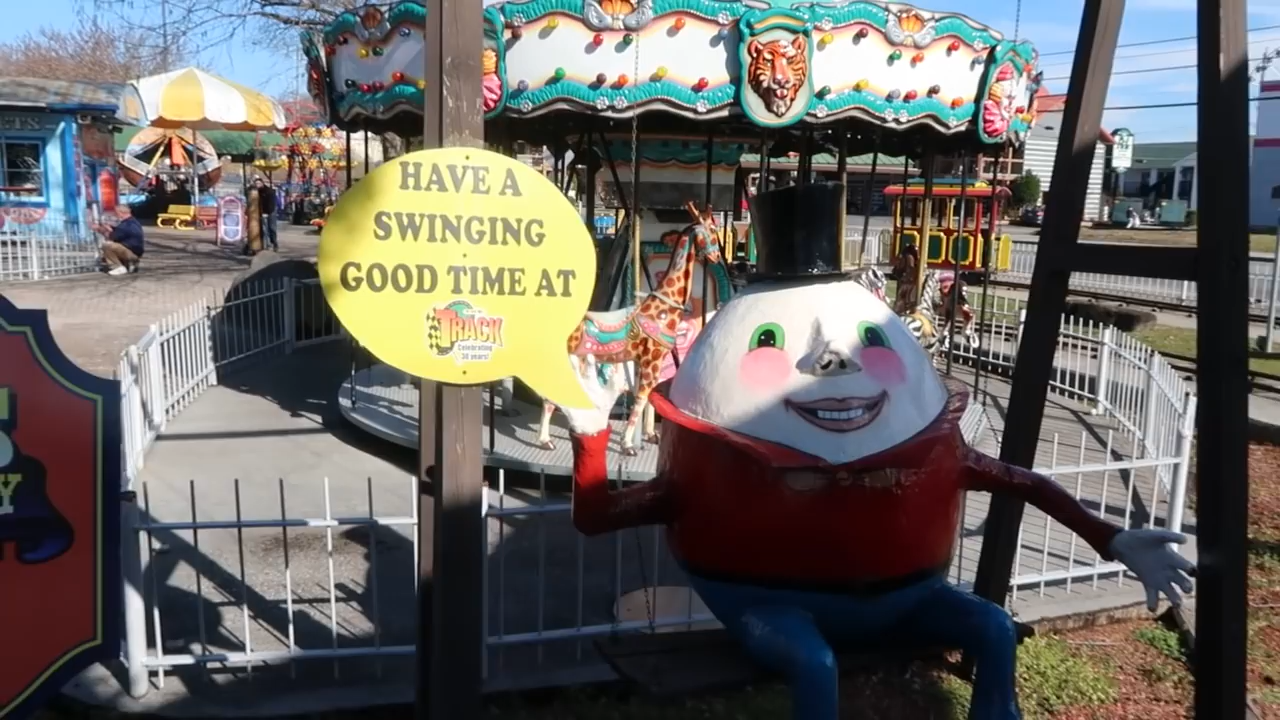 HAVE A
SWINGING
GOOD TIME AT
TRACK
Celebrating
30 years!